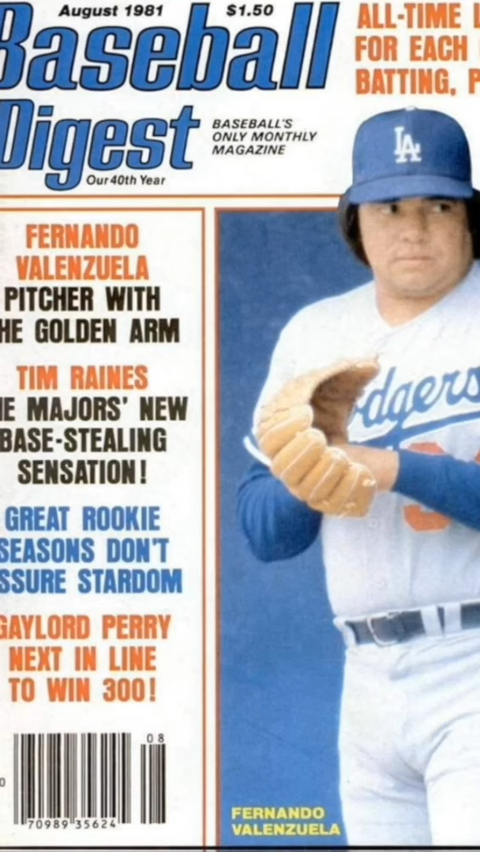 August 1981 $1.50
Baseball
Digest
BASEBALL'S
ONLY MONTHLY
MAGAZINE
Our 40th Year
ALL-TIME
FOR EACH
BATTING,
FERNANDO
VALENZUELA
PITCHER WITH
HE GOLDEN ARM
TIM RAINES
E MAJORS' NEW
BASE-STEALING
SENSATION!
GREAT ROOKIE
SEASONS DON'T
SSURE STARDOM
GAYLORD PERRY
NEXT IN LINE
TO WIN 300!
LA
odgers
08
0
70989 35624
FERNANDO
VALENZUELA